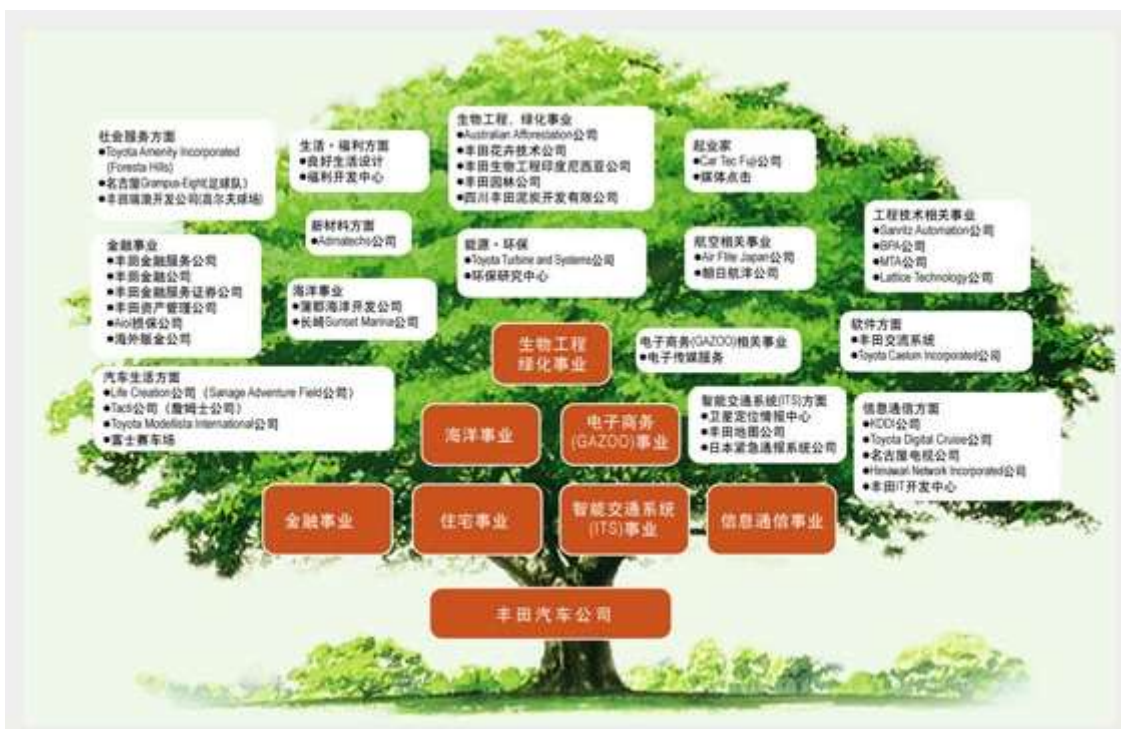 社会服务方面
●Toyota Amenity Incorporated
(Foresta Hills)
●名古屋Grampus-Eight(足球队)
●丰田瑞浪开发公司(高尔夫球场)
生活·福利方面
●良好生活设计
●福利开发中心
生物工程、绿化事业
●Australian Afforestation公司
●丰田花卉技术公司
●丰田生物工程印度尼西亚公司
●丰田园林公司
●四川丰田泥炭开发有限公司
起业家
●Car Tec Fuji公司
●媒体点击
新材料方面
●Admatechs公司
能源·环保
●Toyota Turbine and Systems公司
●环保研究中心
航空相关事业
●Air Flite Japan公司
●朝日航洋公司
工程技术相关事业
●Sanritz Automation公司
●BPA公司
●MTA公司
●Lattice Technology公司
金融事业
●丰田金融服务公司
●丰田金融公司
●丰田金融服务证券公司
●丰田资产管理公司
●Aioi损保公司
●海外贩金公司
海洋事业
●蒲郡海洋开发公司
●长崎Sunset Marina公司
电子商务(GAZOO)相关事业
●电子传媒服务
软件方面
●丰田交流系统
●Toyota Caelum Incorporated公司
汽车生活方面
●Life Creation公司(Sanage Adventure Field公司)
●Tacti公司(詹姆士公司)
●Toyota Modellista International公司
●富士赛车场
智能交通系统(ITS)方面
●卫星定位情报中心
●丰田地图公司
●日本紧急通报系统公司
信息通信方面
●KDDI公司
●Toyota Digital Cruise公司
●名古屋电视公司
●Himawari Network Incorporated公司
●丰田IT开发中心
生物工程
绿化事业
海洋事业
电子商务
(GAZOO)事业
金融事业
住宅事业
智能交通系统
(ITS)事业
信息通信事业
丰田汽车公司